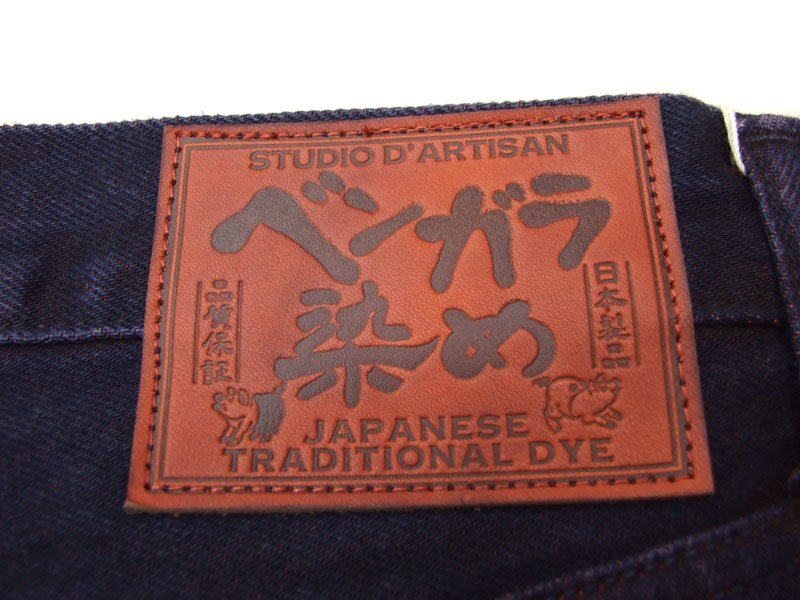 STUDIO D'ARTISAN
ベンガラ
染め
日本製品
品質保証
JAPANESE
TRADITIONAL DYE